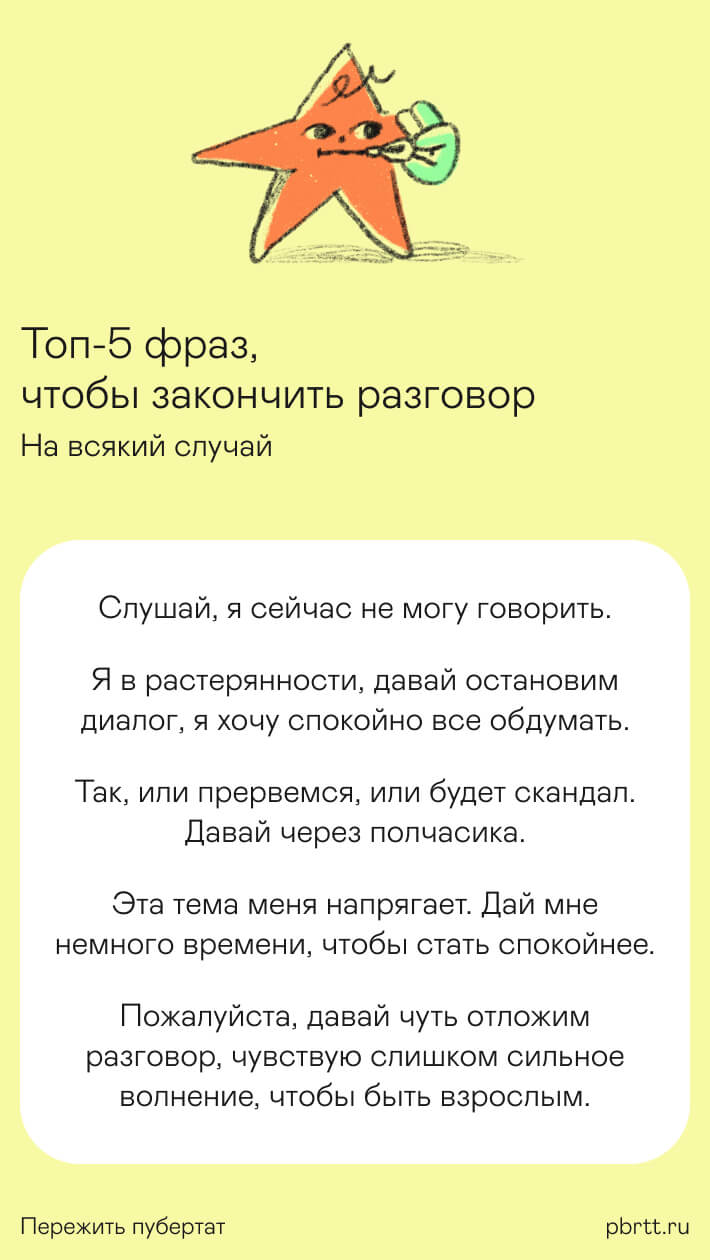 Топ-5 фраз,
чтобы закончить разговор
На всякий случай
Слушай, я сейчас не могу говорить.
Я в растерянности, давай остановим
диалог, я хочу спокойно все обдумать.
Так, или прервемся, или будет скандал.
Давай через полчасика.
Эта тема меня напрягает. Дай мне
немного времени, чтобы стать спокойнее.
Пожалуйста, давай чуть отложим
разговор, чувствую слишком сильное
волнение, чтобы быть взрослым.
Пережить пубертат
pbrtt.ru